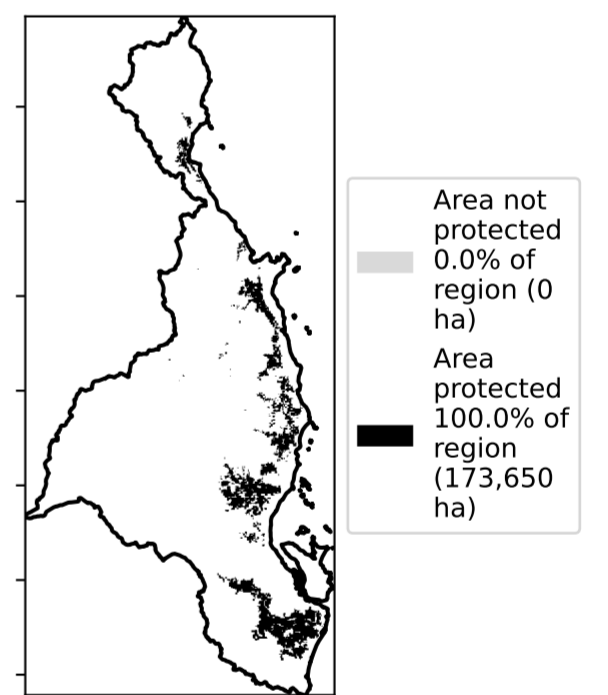 Area not
protected
0.0% of
region (0
ha)
Area
protected
100.0% of
region
(173,650
ha)